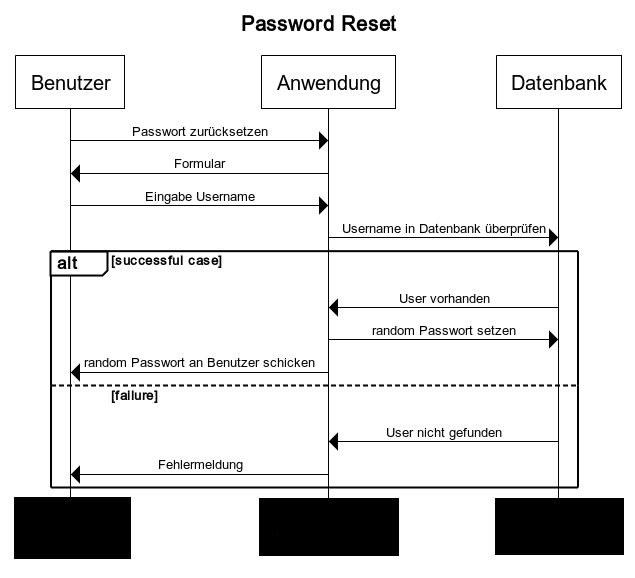 Password Reset
Benutzer
Anwendung
Datenbank
Passwort zurücksetzen
Formular
Eingabe Username
Username in Datenbank überprüfen
alt
[successful case]
User vorhanden
random Passwort setzen
random Passwort an Benutzer schicken
[failure]
User nicht gefunden
Fehlermeldung